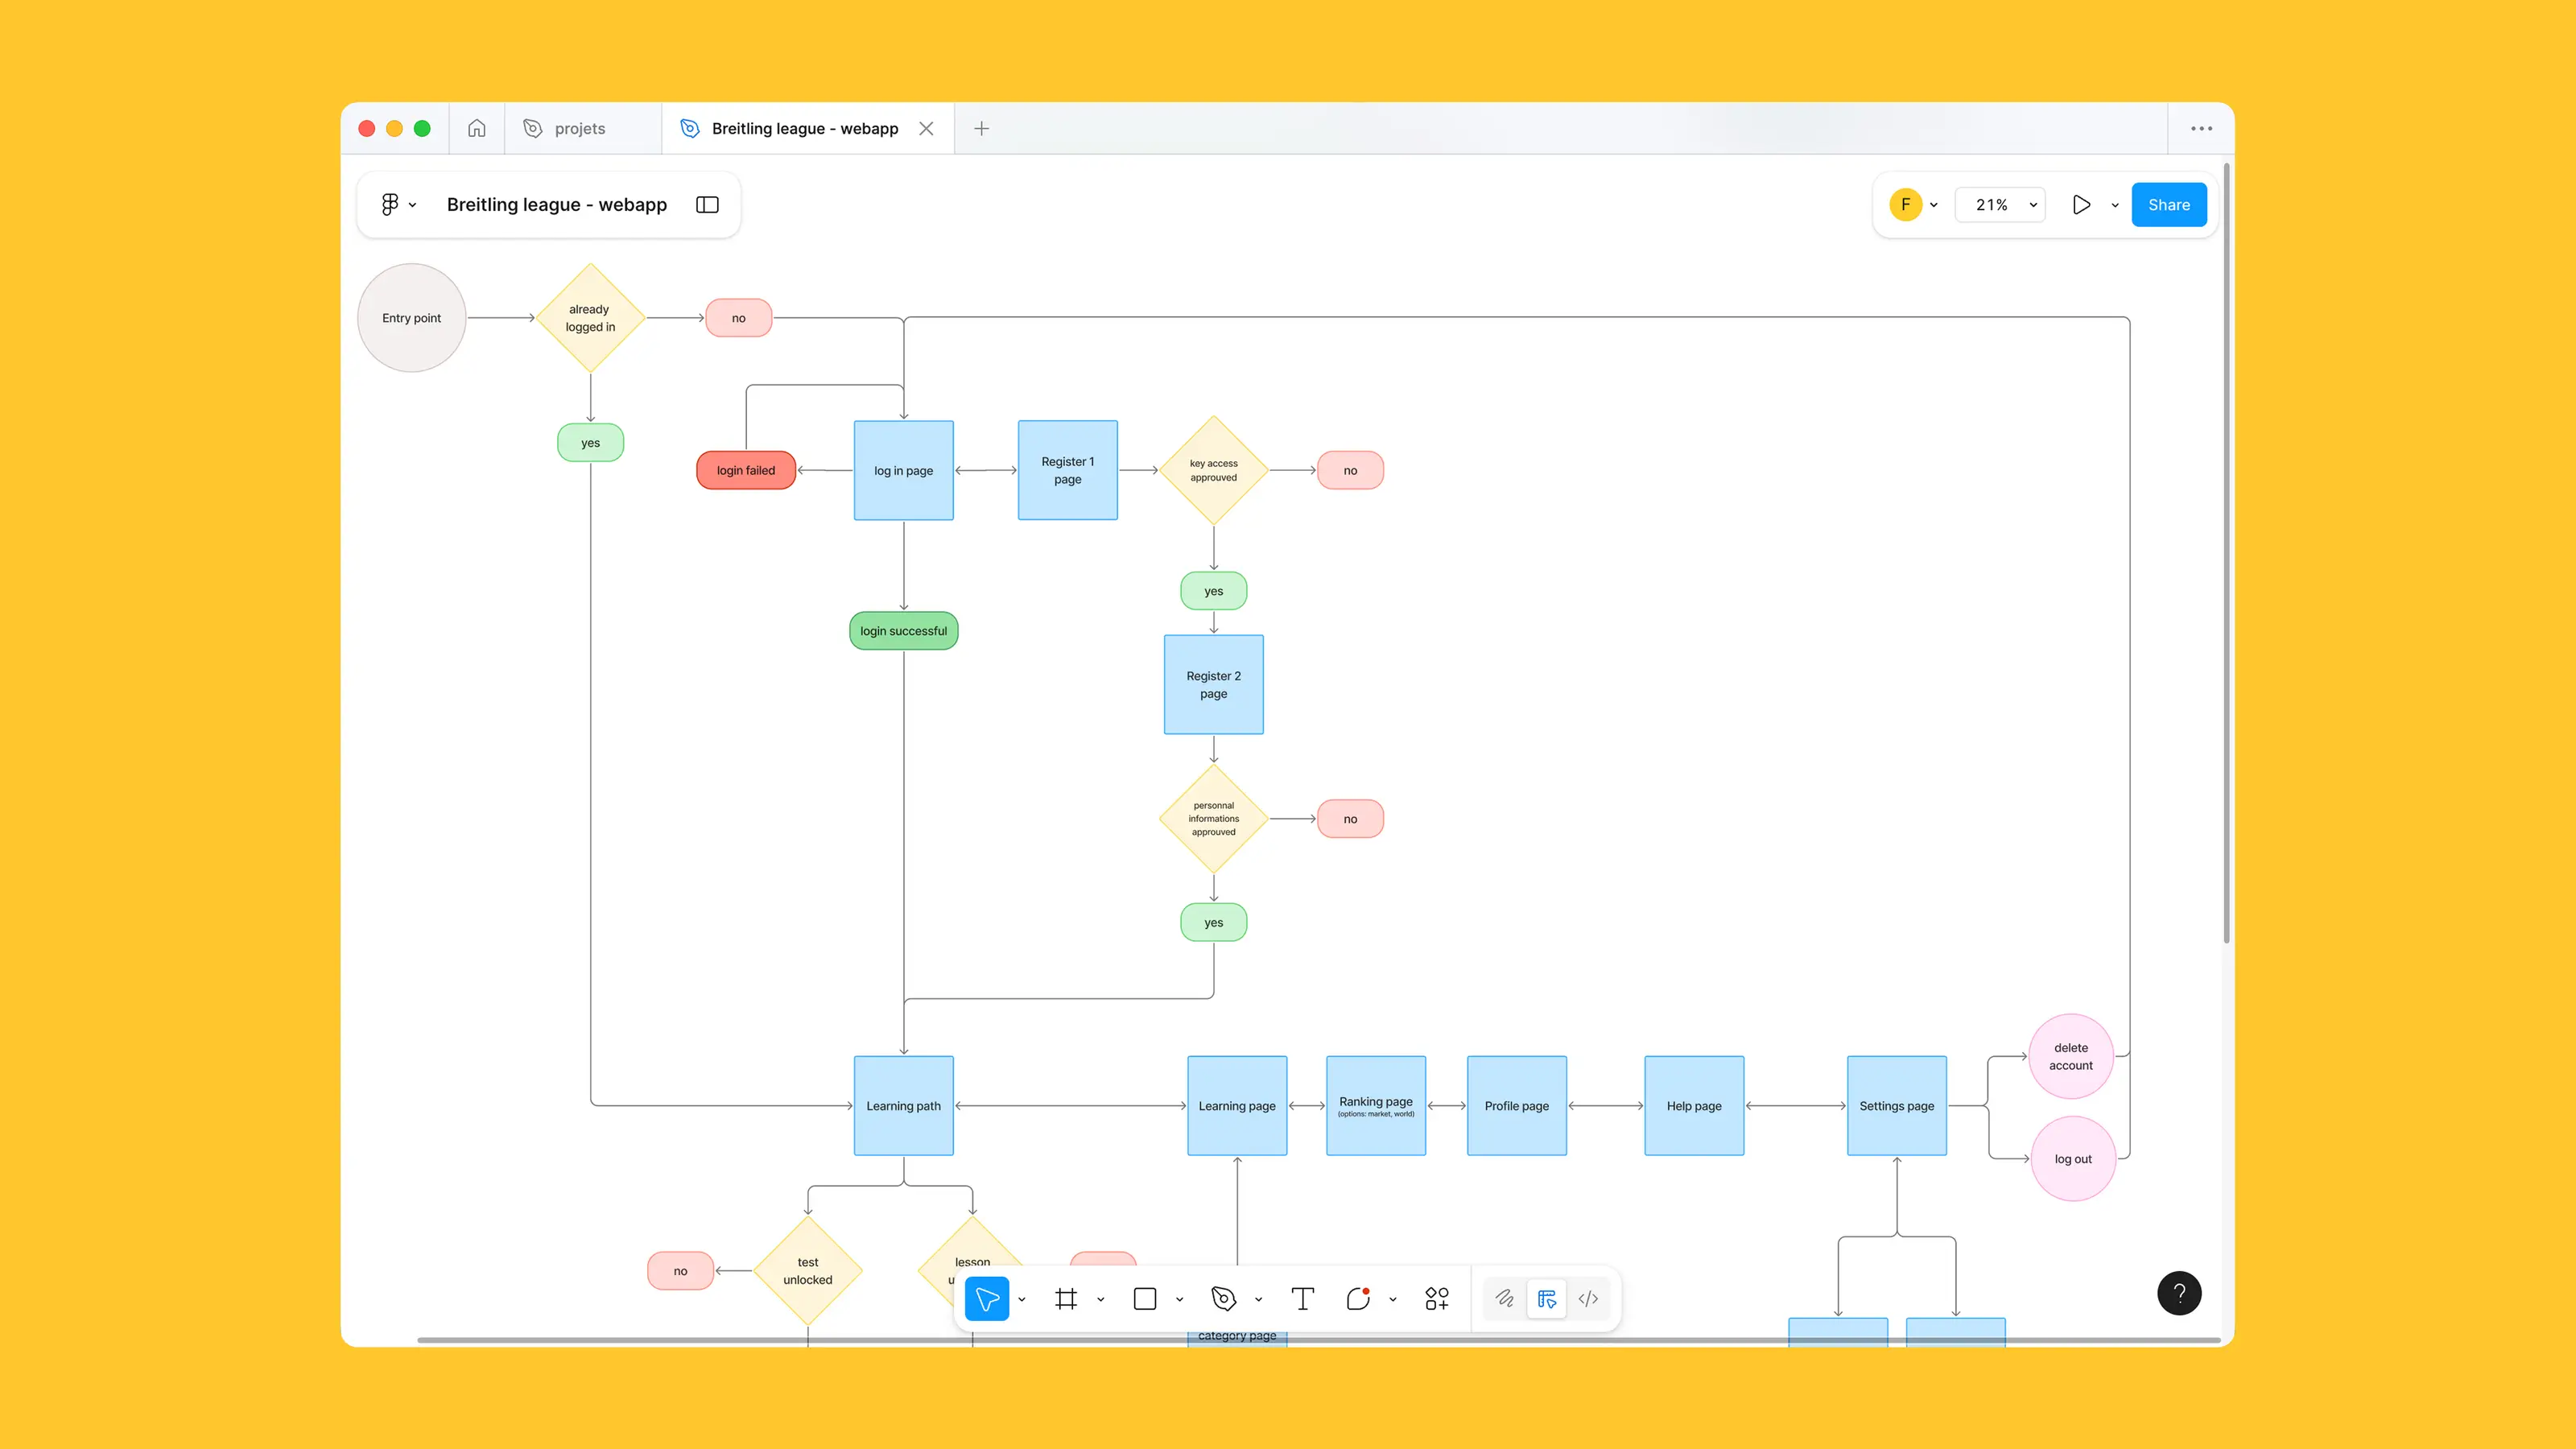 projets
Breitling league - webapp
Breitling league - webapp
F
21%
Share
Entry point
already
logged in
no
yes
login failed
log in page
Register 1
page
key access
approuved
no
yes
login successful
Register 2
page
personnal
informations
approuved
no
yes
delete
account
Learning path
Learning page
Ranking page
(options: market, world)
Profile page
Help page
Settings page
log out
no
test
unlocked
lesson
category page
?